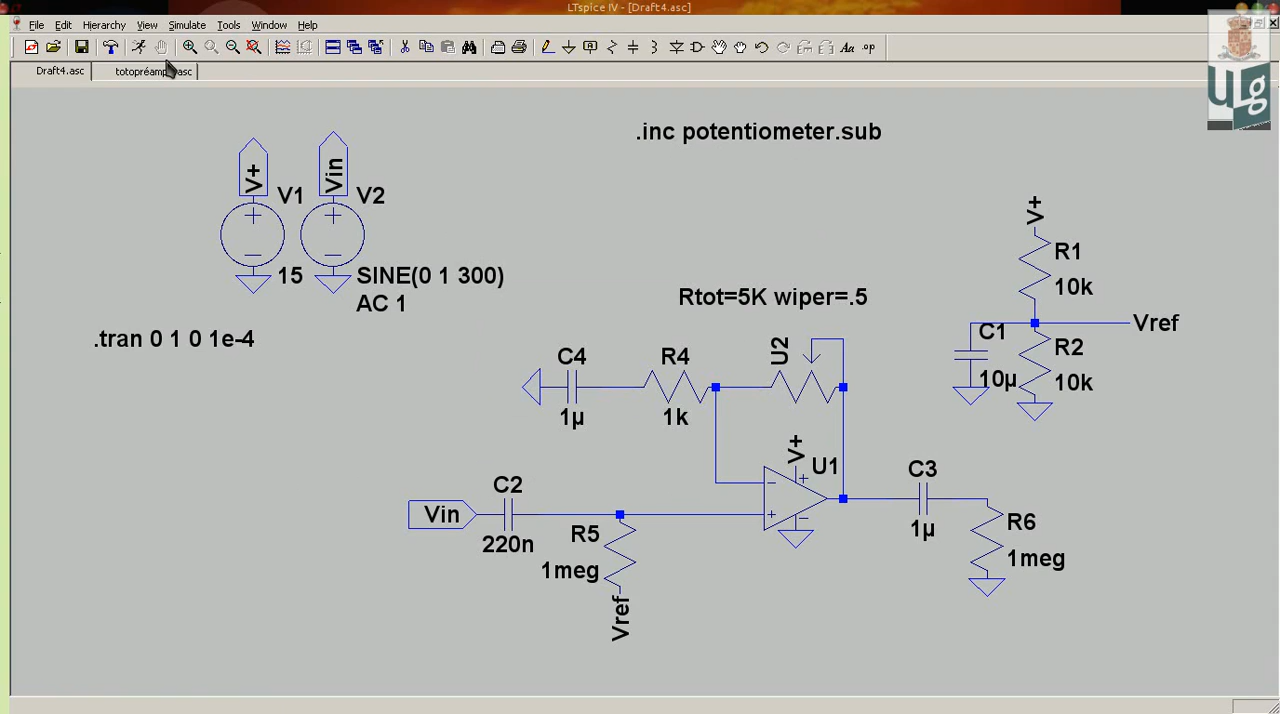 LTspice IV - [Draft4.asc]
File Edit Hierarchy View Simulate Tools Window Help
Aa .op
Draft4.asc
ULg
.inc potentiometer.sub
V+ Vin
V1 V2
V+
R1
15 SINE(0 1 300)
10k
AC 1
Rtot=5K wiper=.5
.tran 0 1 0 1e-4
C1 Vref
C4 R4 U2
R2
10µ 10k
1µ 1k
V+
U1
C2 C3
Vin
- + + -
220n R5 1µ R6
1meg 1meg
Vref